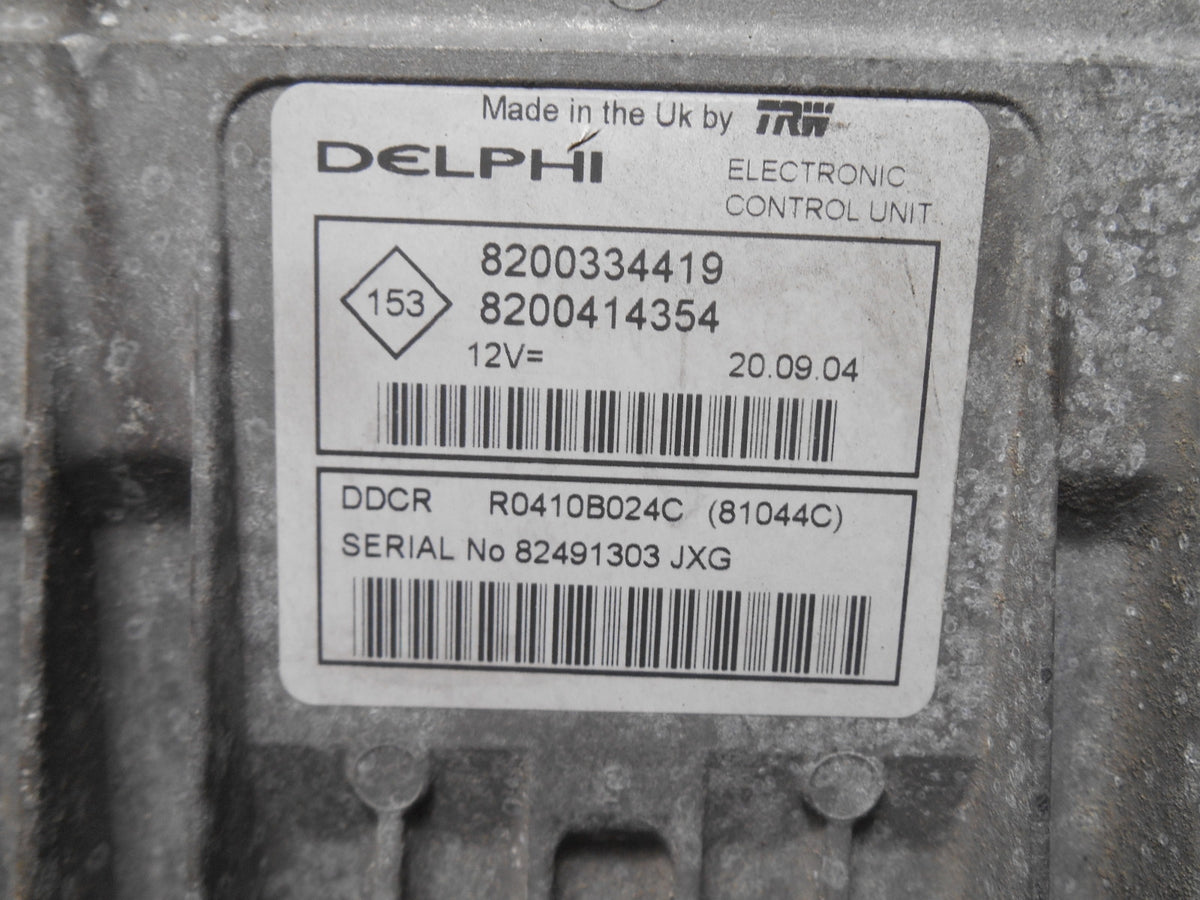 Made in the Uk by TRW
DELPHI
ELECTRONIC
CONTROL UNIT
153
8200334419
8200414354
12V=
20.09.04
DDCR R0410B024C (81044C)
SERIAL No 82491303 JXG